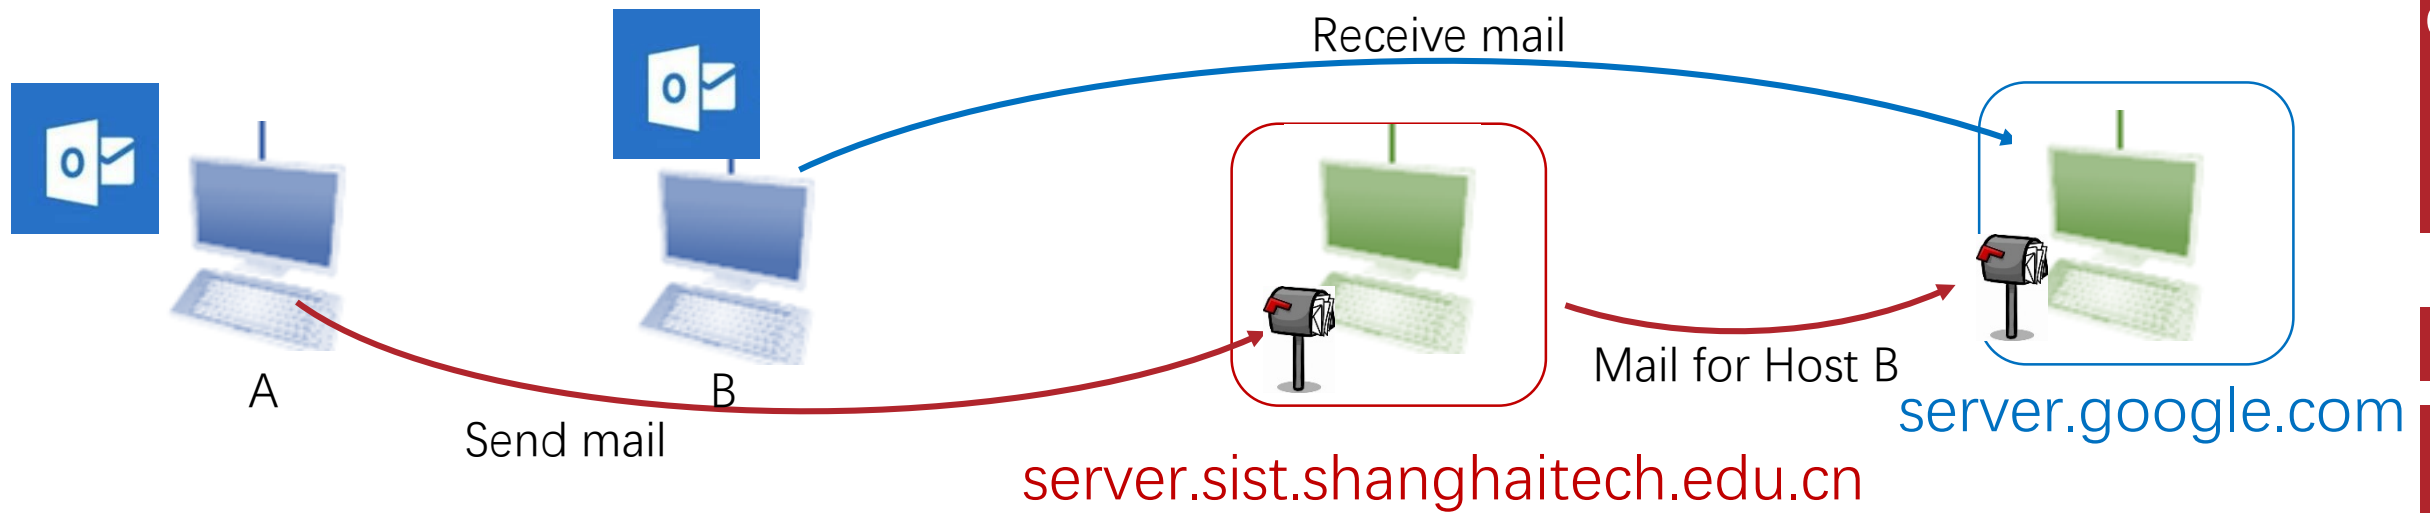 Receive mail
A
B
Send mail
Mail for Host B
server.google.com
server.sist.shanghaitech.edu.cn